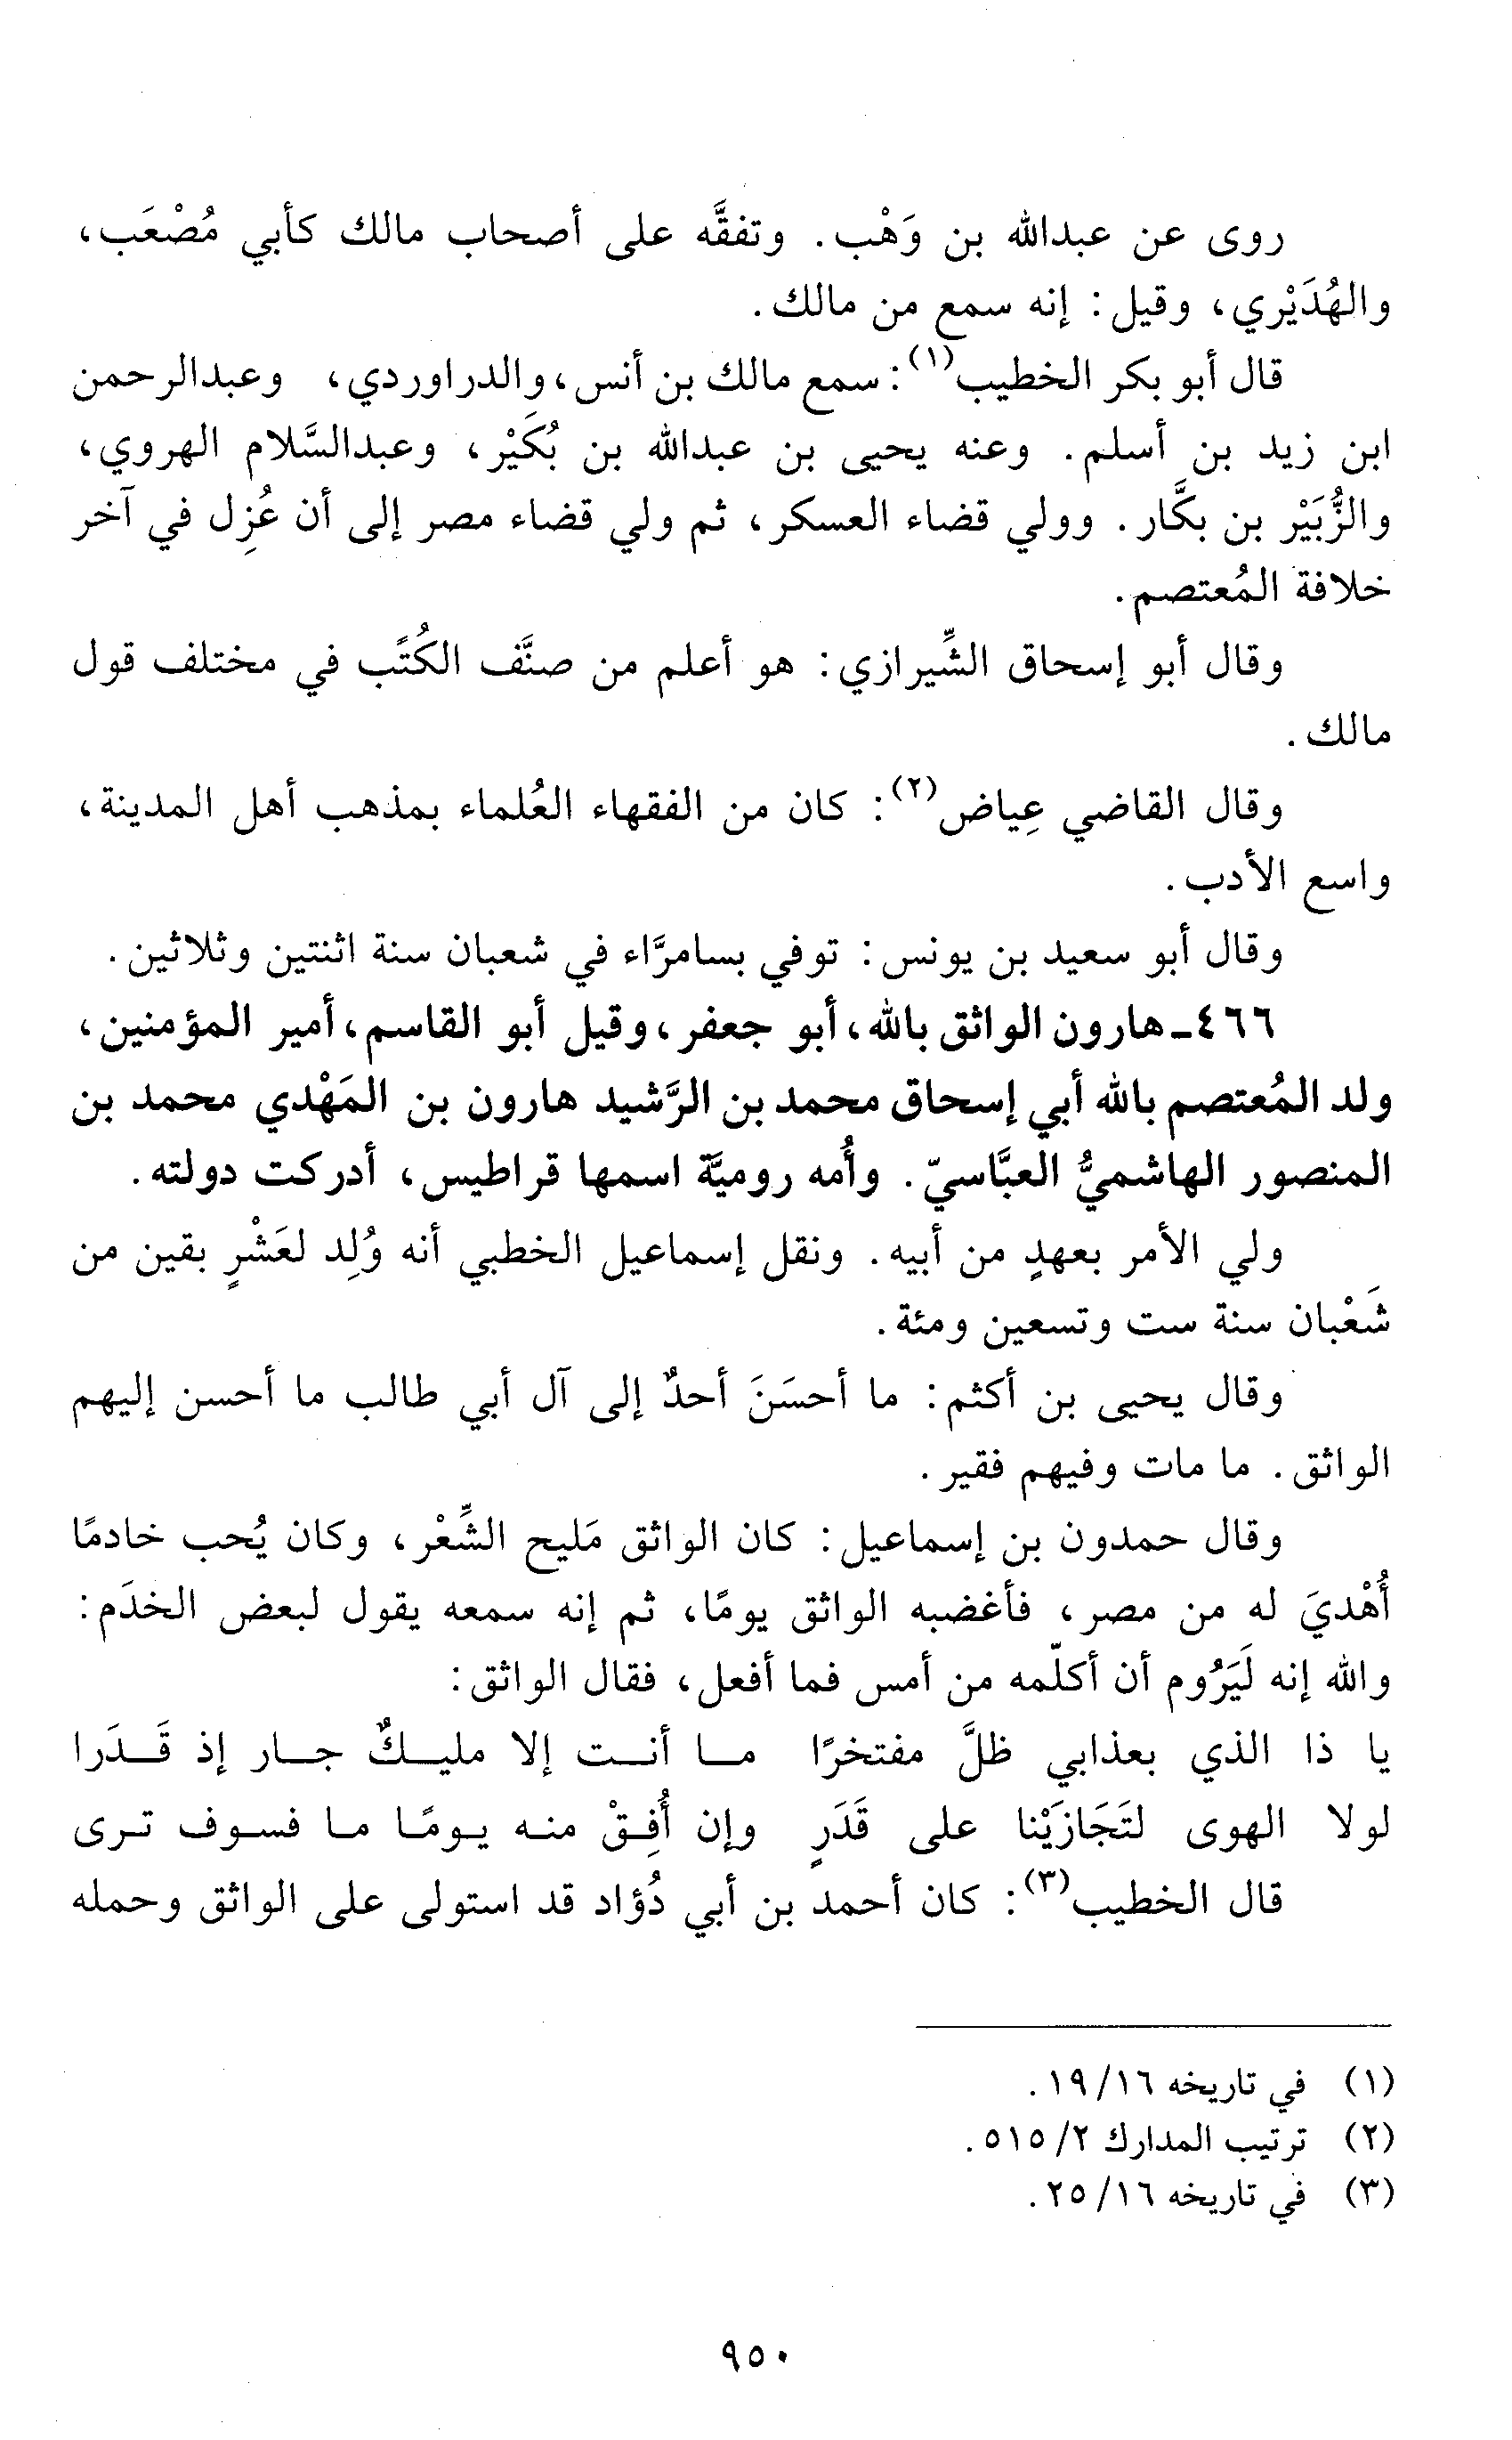 روى عن عبدالله بن وَهْب. وتفقَّه على أصحاب مالك كأبي مُصْعَب،
والهُدَيْري، وقيل: إنه سمع من مالك.
قال أبو بكر الخطيب(١): سمع مالك بن أنس، والدراوردي، وعبدالرحمن
ابن زيد بن أسلم. وعنه يحيى بن عبدالله بن بُكَيْر، وعبدالسَّلام الهروي،
والزُّبَيْر بن بكَّار. وولي قضاء العسكر، ثم ولي قضاء مصر إلى أن عُزِل في آخر
خلافة المُعتصم.
وقال أبو إسحاق الشِّيرازي: هو أعلم من صنَّف الكُتًب في مختلف قول
مالك.
وقال القاضي عِياض(٢): كان من الفقهاء العُلماء بمذهب أهل المدينة،
واسع الأدب.
وقال أبو سعيد بن يونس: توفي بسامرَّاء في شعبان سنة اثنتين وثلاثين.
٤٦٦ـ هارون الواثق بالله، أبو جعفر، وقيل أبو القاسم، أمير المؤمنين،
ولد المُعتصم بالله أبي إسحاق محمد بن الرَّشيد هارون بن المَهْدي محمد بن
المنصور الهاشميُّ العبَّاسيّ. وأُمه روميَّة اسمها قراطيس، أدركت دولته.
ولي الأمر بعهدٍ من أبيه. ونقل إسماعيل الخطبي أنه وُلِد لعَشْرٍ بقين من
شَعْبان سنة ست وتسعين ومئة.
وقال يحيى بن أكثم: ما أحسَنَ أحدٌ إلى آل أبي طالب ما أحسن إليهم
الواثق. ما مات وفيهم فقير.
وقال حمدون بن إسماعيل: كان الواثق مَليح الشِّعْر، وكان يُحب خادمًا
أُهْديَ له من مصر، فأغضبه الواثق يومًا، ثم إنه سمعه يقول لبعض الخدَم:
والله إنه لَيَرُوم أن أكلّمه من أمس فما أفعل، فقال الواثق:
يا ذا الذي بعذابي ظلَّ مفتخرًا ما أنت إلا مليكٌ جار إذ قَدَرا
لولا الهوى لتَجَازَيْنا على قَدَرٍ وإن أُفِقْ منه يومًا ما فسوف ترى
قال الخطيب(٣): كان أحمد بن أبي دُؤاد قد استولى على الواثق وحمله
(١) في تاريخه ١٦/ ١٩.
(٢) ترتيب المدارك ٢/ ٥١٥.
(٣) في تاريخه ١٦/ ٢٥.
٩٥٠